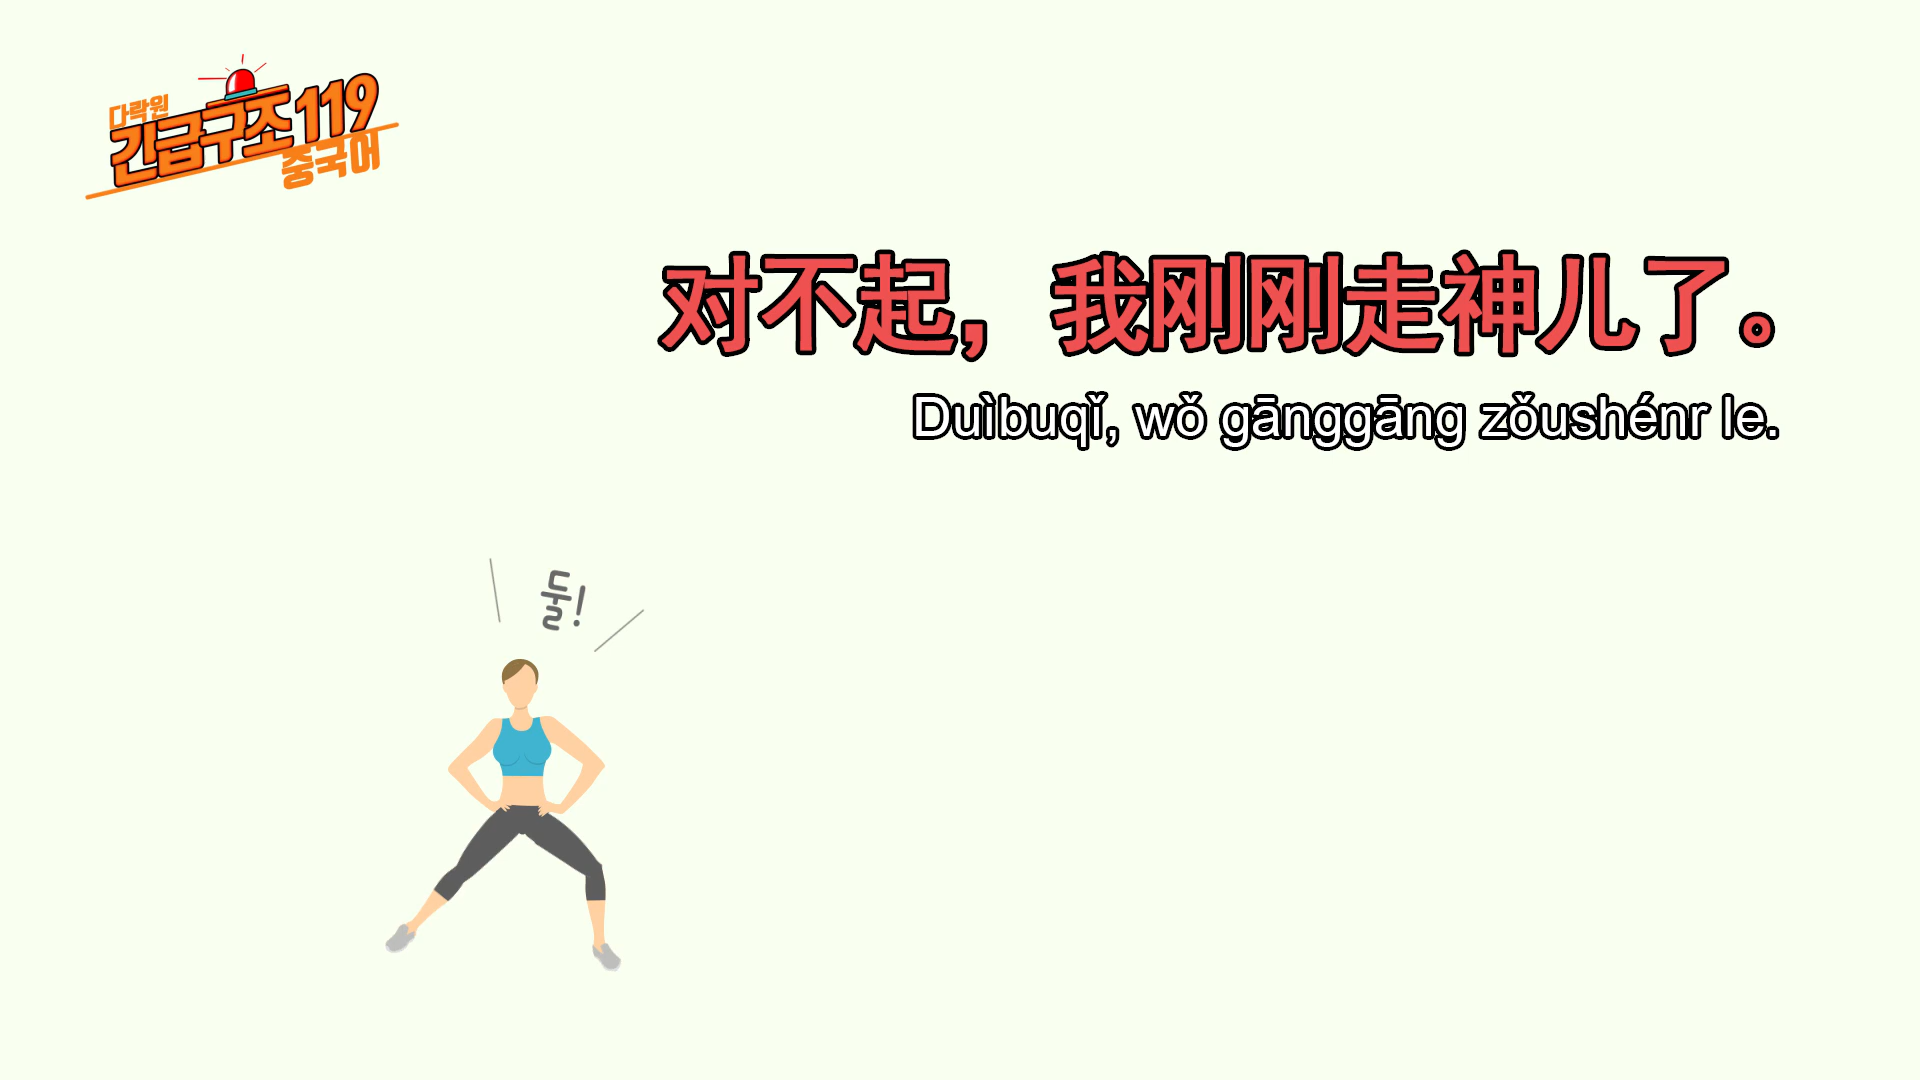 다락원
긴급구조119
중국어
对不起，我刚刚走神儿了。
Duìbuqǐ, wǒ gānggāng zǒushénr le.
둘!